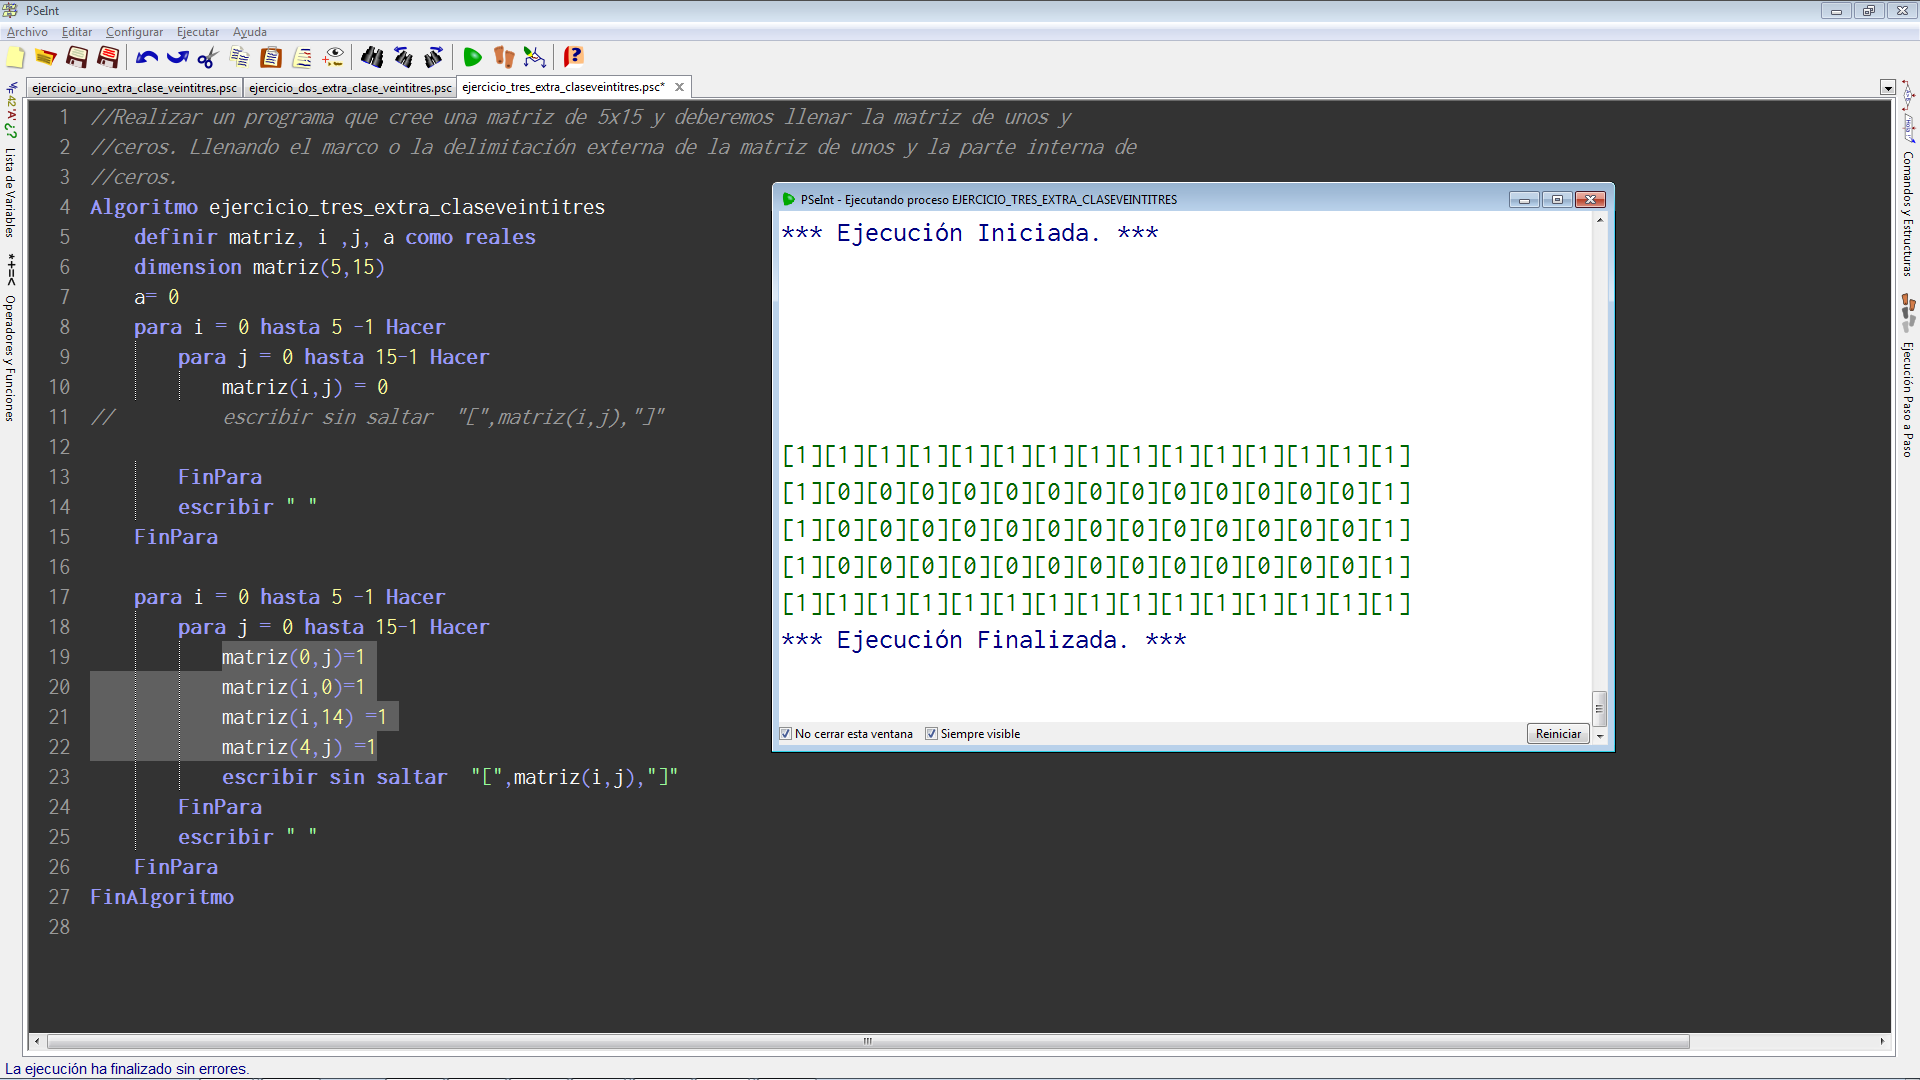 PSeInt
Archivo Editar Configurar Ejecutar Ayuda
ejercicio_uno_extra_clase_veintitres.psc ejercicio_dos_extra_clase_veintitres.psc ejercicio_tres_extra_claseveintitres.psc*
Lista de Variables
Operadores y Funciones
1 //Realizar un programa que cree una matriz de 5x15 y deberemos llenar la matriz de unos y
2 //ceros. Llenando el marco o la delimitación externa de la matriz de unos y la parte interna de
3 //ceros.
4 Algoritmo ejercicio_tres_extra_claseveintitres
5 definir matriz, i ,j, a como reales
6 dimension matriz(5,15)
7 a= 0
8 para i = 0 hasta 5 -1 Hacer
9 para j = 0 hasta 15-1 Hacer
10 matriz(i,j) = 0
11 // escribir sin saltar "[",matriz(i,j),"]"
12
13 FinPara
14 escribir " "
15 FinPara
16
17 para i = 0 hasta 5 -1 Hacer
18 para j = 0 hasta 15-1 Hacer
19 matriz(0,j)=1
20 matriz(i,0)=1
21 matriz(i,14) =1
22 matriz(4,j) =1
23 escribir sin saltar "[",matriz(i,j),"]"
24 FinPara
25 escribir " "
26 FinPara
27 FinAlgoritmo
28
PSeInt - Ejecutando proceso EJERCICIO_TRES_EXTRA_CLASEVEINTITRES
*** Ejecución Iniciada. ***
[1][1][1][1][1][1][1][1][1][1][1][1][1][1][1]
[1][0][0][0][0][0][0][0][0][0][0][0][0][0][1]
[1][0][0][0][0][0][0][0][0][0][0][0][0][0][1]
[1][0][0][0][0][0][0][0][0][0][0][0][0][0][1]
[1][1][1][1][1][1][1][1][1][1][1][1][1][1][1]
*** Ejecución Finalizada. ***
No cerrar esta ventana Siempre visible Reiniciar
Comandos y Estructuras
Ejecución Paso a Paso
La ejecución ha finalizado sin errores.